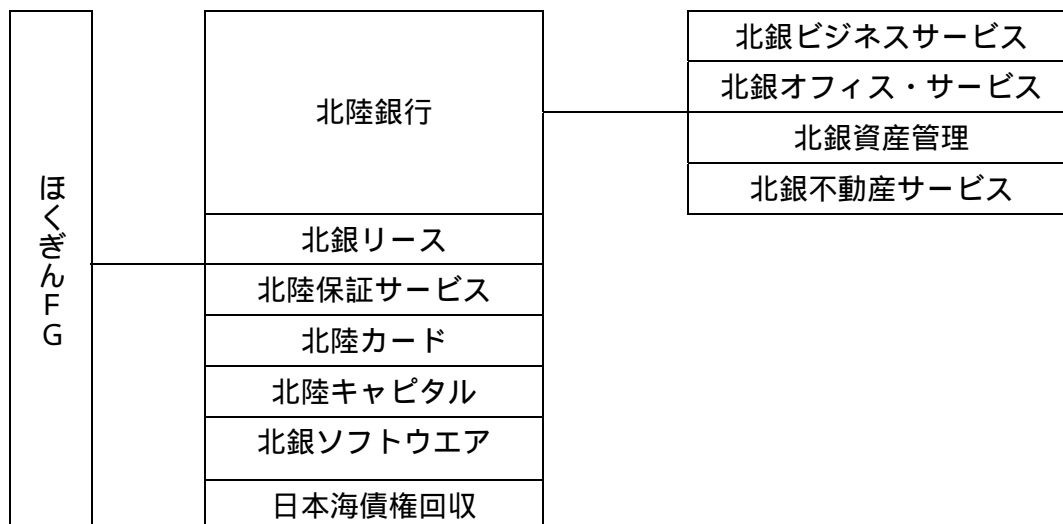 ほくぎんＦＧ
北陸銀行
北銀リース
北陸保証サービス
北陸カード
北陸キャピタル
北銀ソフトウエア
日本海債権回収
北銀ビジネスサービス
北銀オフィス・サービス
北銀資産管理
北銀不動産サービス